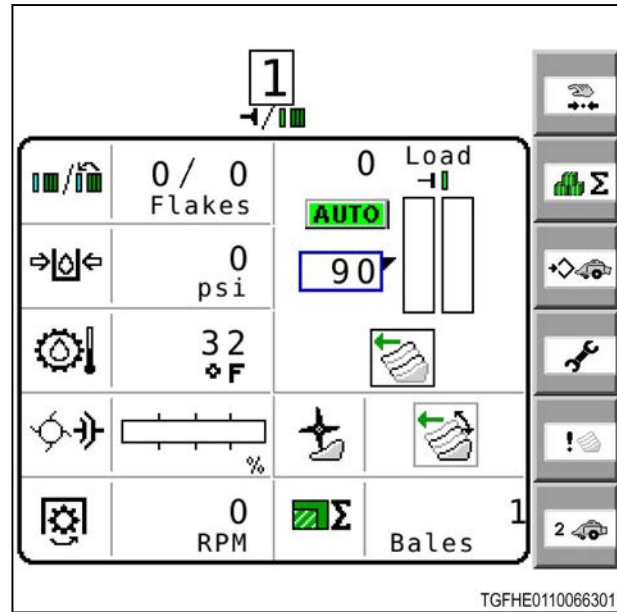 1
0/ 0
Flakes
0 Load
AUTO
0
psi
90
32
°F
%
0
RPM
Σ
1
Bales
Σ
!
2
TGFHE0110066301